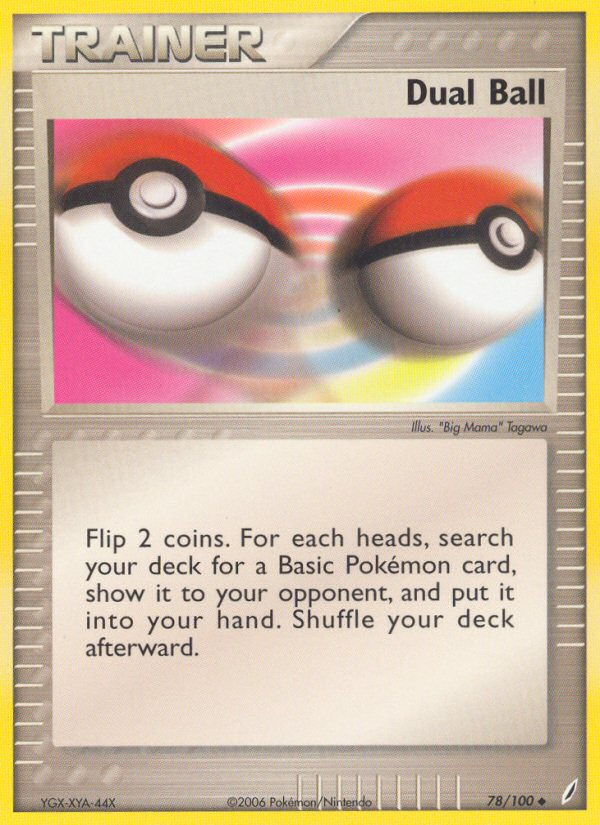 TRAINER
Dual Ball
Illus. "Big Mama" Tagawa
Flip 2 coins. For each heads, search
your deck for a Basic Pokémon card,
show it to your opponent, and put it
into your hand. Shuffle your deck
afterward.
YGX-XYA-44X
©2006 Pokémon/Nintendo
78/100 ◆